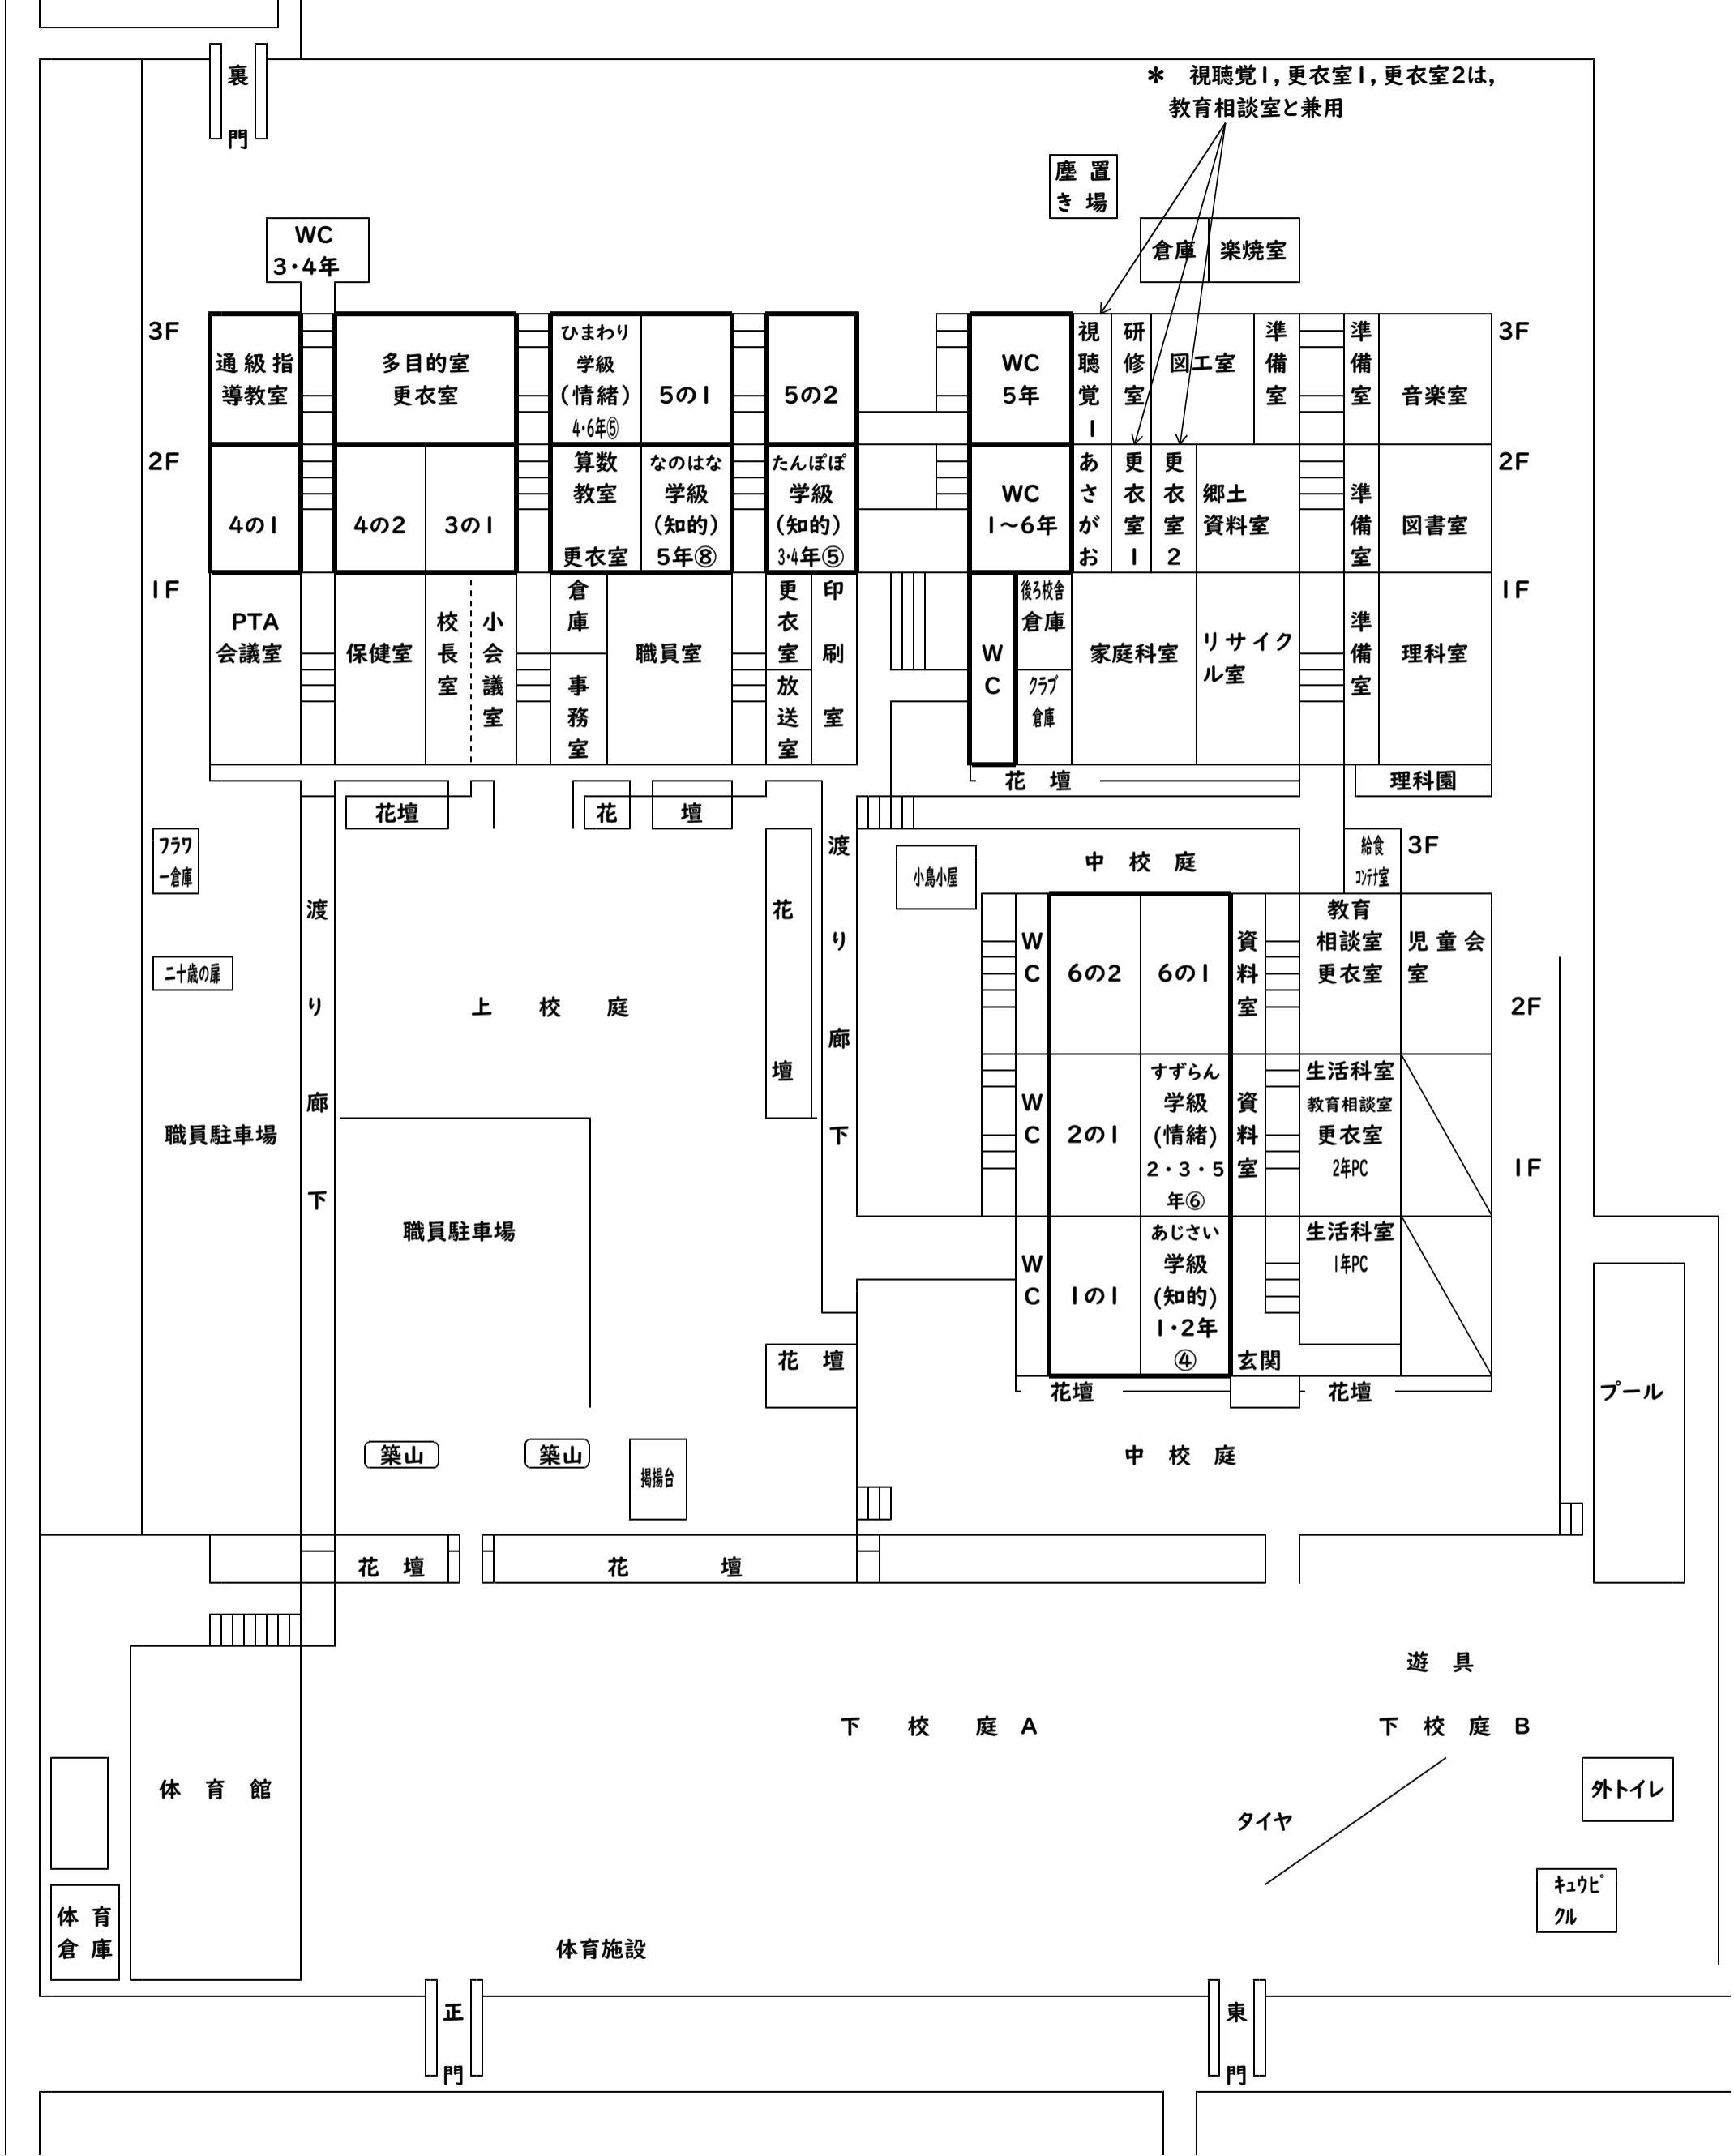 裏門
＊ 視聴覚1，更衣室1，更衣室2は，
教育相談室と兼用
塵置
き場
倉庫
楽焼室
WC
3・4年
3F
通級指
導教室
多目的室
更衣室
ひまわり
学級
（情緒）
4・6年⑤
5の1
5の2
WC
5年
視聴覚1
研修室
図工室
準備室
準備室
音楽室
3F
2F
4の1
4の2
3の1
算数
教室
更衣室
なのはな
学級
（知的）
5年⑧
たんぽぽ
学級
（知的）
3・4年⑤
WC
1～6年
あさがお
更衣室1
更衣室2
郷土
資料室
準備室
図書室
2F
1F
PTA
会議室
保健室
校長室
小会議室
倉庫
事務室
職員室
更衣室
放送室
印刷室
WC
後ろ校舎
倉庫
クラブ
倉庫
家庭科室
リサイク
ル室
準備室
理科室
1F
花壇
花壇
花壇
理科園
フラワ
ー倉庫
渡り廊下
花壇
渡り廊下
小鳥小屋
中校庭
給食
コンテナ室
3F
二十歳の扉
上校庭
WC
6の2
6の1
資料室
教育
相談室
更衣室
児童会
室
2F
職員駐車場
職員駐車場
WC
2の1
すずらん
学級
(情緒)
2・3・5
年⑥
資料室
生活科室
教育相談室
更衣室
2年PC
1F
WC
1の1
あじさい
学級
(知的)
1・2年
④
生活科室
1年PC
玄関
花壇
花壇
花壇
プール
築山
築山
掲揚台
中校庭
花壇
花壇
遊具
下校庭A
下校庭B
体育館
外トイレ
タイヤ
キュウピ
クル
体育
倉庫
体育施設
正門
東門